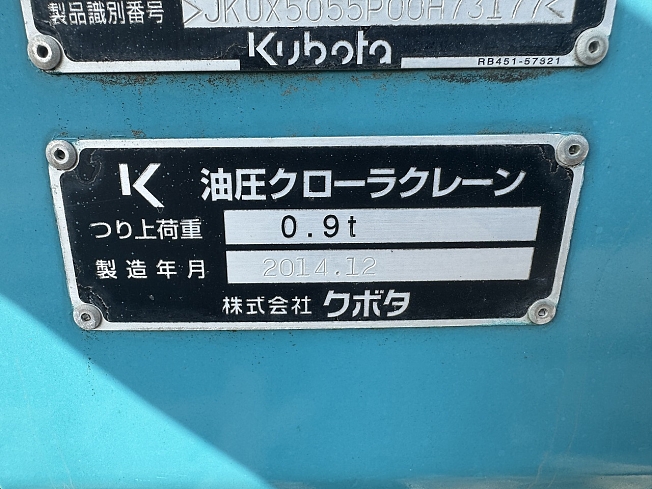 製品識別番号 >JKUX5055P00H73177<
Kubota
RB451-57821
K 油圧クローラクレーン
つり上荷重 0.9t
製造年月 2014.12
株式会社 クボタ